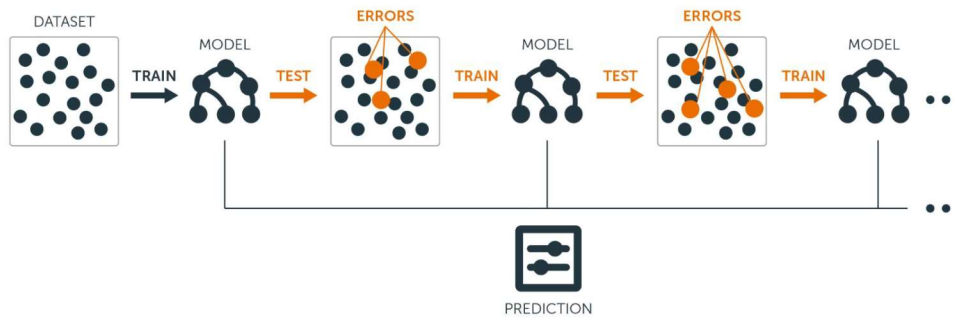 DATASET
TRAIN
MODEL
TEST
ERRORS
TRAIN
MODEL
TEST
ERRORS
TRAIN
MODEL
PREDICTION